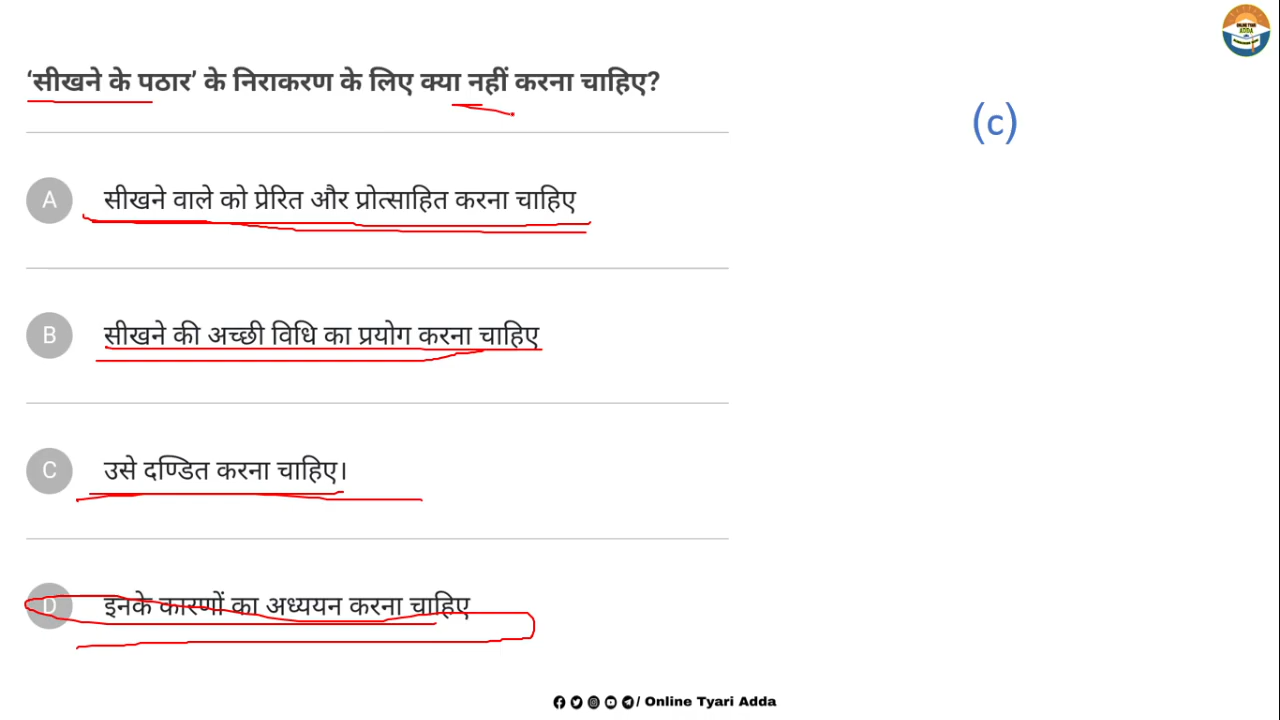 ‘सीखने के पठार’ के निराकरण के लिए क्या नहीं करना चाहिए?
(c)
A सीखने वाले को प्रेरित और प्रोत्साहित करना चाहिए
B सीखने की अच्छी विधि का प्रयोग करना चाहिए
C उसे दण्डित करना चाहिए।
D इनके कारणों का अध्ययन करना चाहिए
/ Online Tyari Adda